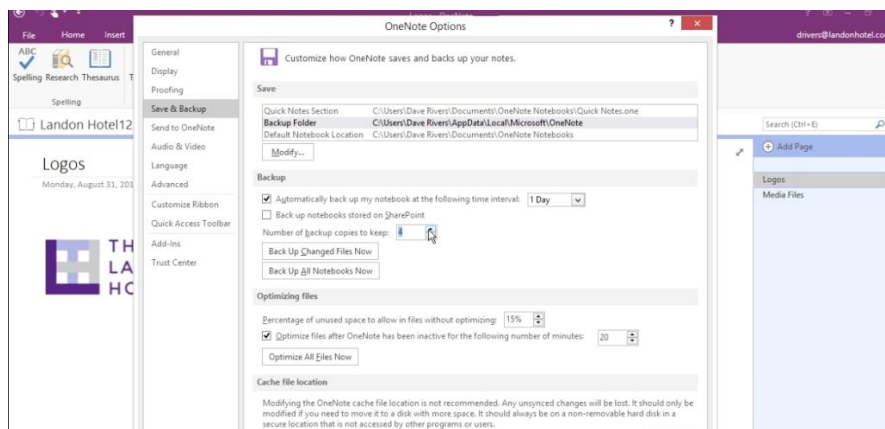 OneNote Options
?
File Home Insert
drivers@landonhotel.co
ABC
Spelling Research Thesaurus T
Spelling
Landon Hotel12
Search (Ctrl+E)
Add Page
Logos
Monday, August 31, 201
TH
LA
HO
Logos
Media Files
General
Display
Proofing
Save & Backup
Send to OneNote
Audio & Video
Language
Advanced
Customize Ribbon
Quick Access Toolbar
Add-Ins
Trust Center
Customize how OneNote saves and backs up your notes.
Save
Quick Notes Section C:\Users\Dave Rivers\Documents\OneNote Notebooks\Quick Notes.one
Backup Folder C:\Users\Dave Rivers\AppData\Local\Microsoft\OneNote
Default Notebook Location C:\Users\Dave Rivers\Documents\OneNote Notebooks
Modify...
Backup
Automatically back up my notebook at the following time interval: 1 Day
Back up notebooks stored on SharePoint
Number of backup copies to keep:
Back Up Changed Files Now
Back Up All Notebooks Now
Optimizing files
Percentage of unused space to allow in files without optimizing: 15%
Optimize files after OneNote has been inactive for the following number of minutes: 20
Optimize All Files Now
Cache file location
Modifying the OneNote cache file location is not recommended. Any unsynced changes will be lost. It should only be
modified if you need to move it to a disk with more space. It should always be on a non-removable hard disk in a
secure location that is not accessed by other programs or users.